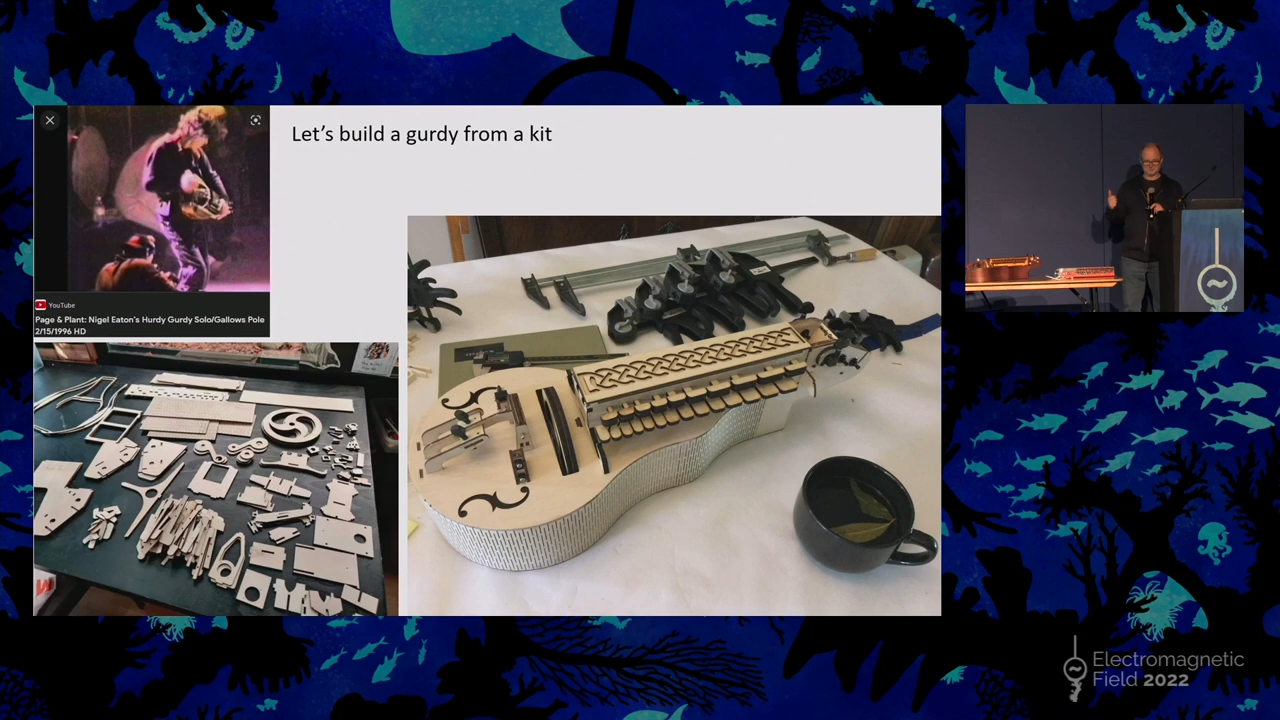 Let's build a gurdy from a kit
YouTube
Page & Plant: Nigel Eaton's Hurdy Gurdy Solo/Gallows Pole
2/15/1996 HD
Electromagnetic
Field 2022